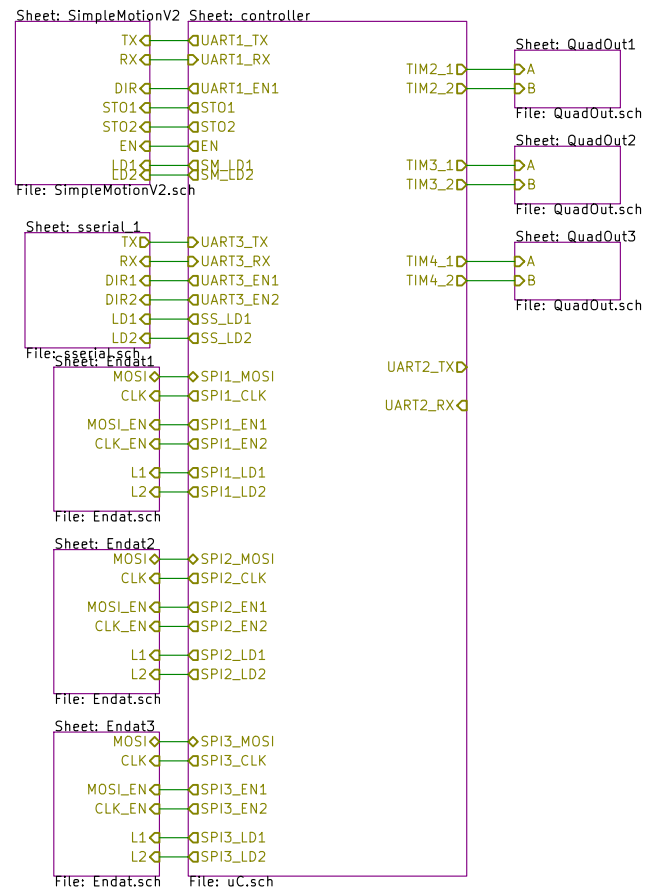 Sheet: SimpleMotionV2
TX
RX
DIR
STO1
STO2
EN
LD1
LD2
File: SimpleMotionV2.sch
Sheet: sserial_1
TX
RX
DIR1
DIR2
LD1
LD2
File: sserial.sch
Sheet: Endat1
MOSI
CLK
MOSI_EN
CLK_EN
L1
L2
File: Endat.sch
Sheet: Endat2
MOSI
CLK
MOSI_EN
CLK_EN
L1
L2
File: Endat.sch
Sheet: Endat3
MOSI
CLK
MOSI_EN
CLK_EN
L1
L2
File: Endat.sch
Sheet: controller
UART1_TX
UART1_RX
UART1_EN1
STO1
STO2
EN
SM_LD1
SM_LD2
UART3_TX
UART3_RX
UART3_EN1
UART3_EN2
SS_LD1
SS_LD2
SPI1_MOSI
SPI1_CLK
SPI1_EN1
SPI1_EN2
SPI1_LD1
SPI1_LD2
SPI2_MOSI
SPI2_CLK
SPI2_EN1
SPI2_EN2
SPI2_LD1
SPI2_LD2
SPI3_MOSI
SPI3_CLK
SPI3_EN1
SPI3_EN2
SPI3_LD1
SPI3_LD2
File: uC.sch
TIM2_1
TIM2_2
TIM3_1
TIM3_2
TIM4_1
TIM4_2
UART2_TX
UART2_RX
Sheet: QuadOut1
A
B
File: QuadOut.sch
Sheet: QuadOut2
A
B
File: QuadOut.sch
Sheet: QuadOut3
A
B
File: QuadOut.sch